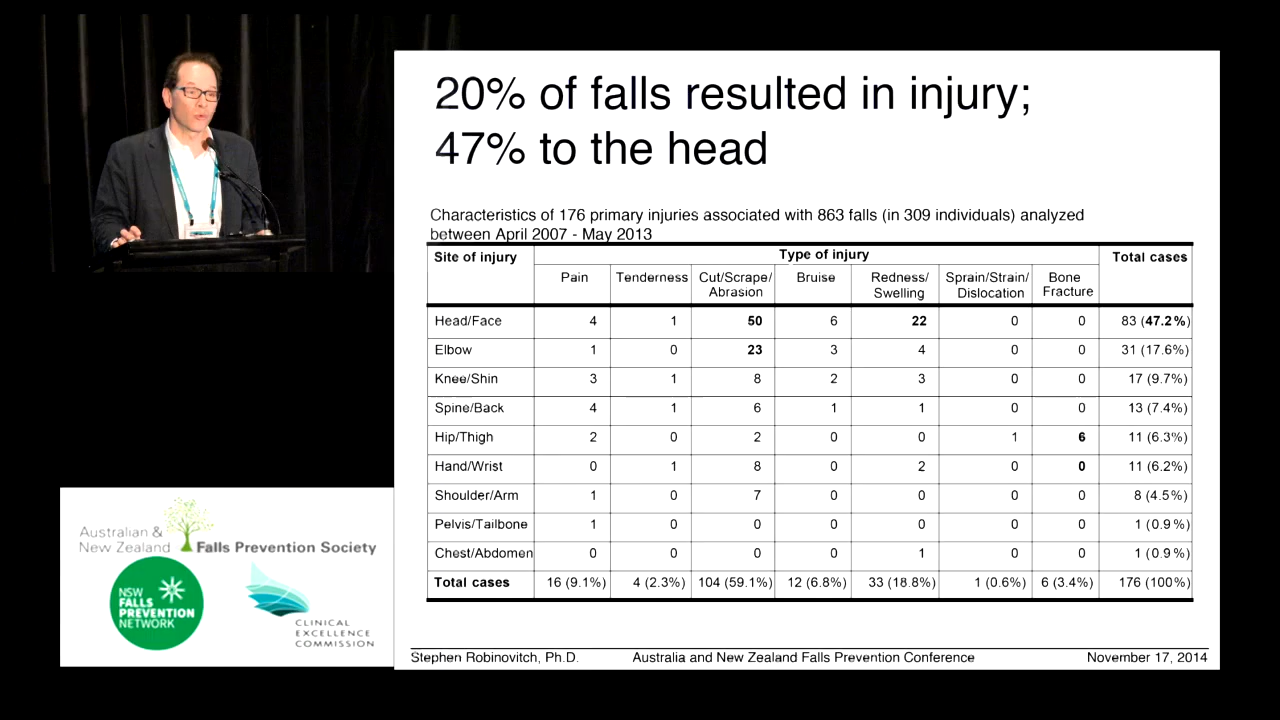 20% of falls resulted in injury;
47% to the head
Characteristics of 176 primary injuries associated with 863 falls (in 309 individuals) analyzed
between April 2007 - May 2013
Site of injury Type of injury Total cases
Pain Tenderness Cut/Scrape/ Bruise Redness/ Sprain/Strain/ Bone
Abrasion Swelling Dislocation Fracture
Head/Face 4 1 50 6 22 0 0 83 (47.2%)
Elbow 1 0 23 3 4 0 0 31 (17.6%)
Knee/Shin 3 1 8 2 3 0 0 17 (9.7%)
Spine/Back 4 1 6 1 1 0 0 13 (7.4%)
Hip/Thigh 2 0 2 0 0 1 6 11 (6.3%)
Hand/Wrist 0 1 8 0 2 0 0 11 (6.2%)
Shoulder/Arm 1 0 7 0 0 0 0 8 (4.5%)
Pelvis/Tailbone 1 0 0 0 0 0 0 1 (0.9%)
Chest/Abdomen 0 0 0 0 1 0 0 1 (0.9%)
Total cases 16 (9.1%) 4 (2.3%) 104 (59.1%) 12 (6.8%) 33 (18.8%) 1 (0.6%) 6 (3.4%) 176 (100%)
Stephen Robinovitch, Ph.D. Australia and New Zealand Falls Prevention Conference November 17, 2014
Australian &
New Zealand Falls Prevention Society
NSW
FALLS
PREVENTION
NETWORK
CLINICAL
EXCELLENCE
COMMISSION